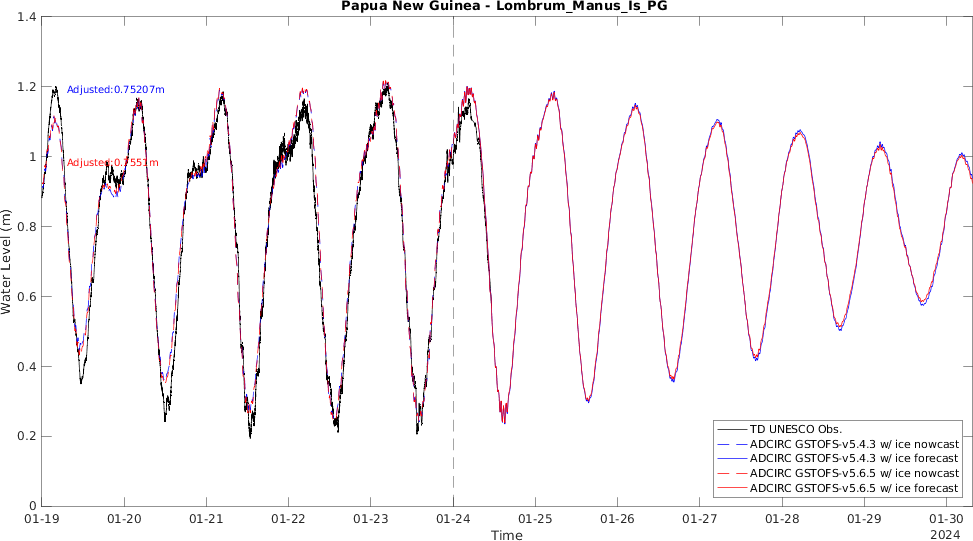 Papua New Guinea - Lombrum_Manus_Is_PG
1.4
1.2
1
0.8
0.6
0.4
0.2
0
Water Level (m)
Adjusted:0.75207m
Adjusted:0.7551m
TD UNESCO Obs.
ADCIRC GSTOFS-v5.4.3 w/ ice nowcast
ADCIRC GSTOFS-v5.4.3 w/ ice forecast
ADCIRC GSTOFS-v5.6.5 w/ ice nowcast
ADCIRC GSTOFS-v5.6.5 w/ ice forecast
01-19 01-20 01-21 01-22 01-23 01-24 01-25 01-26 01-27 01-28 01-29 01-30
Time
2024